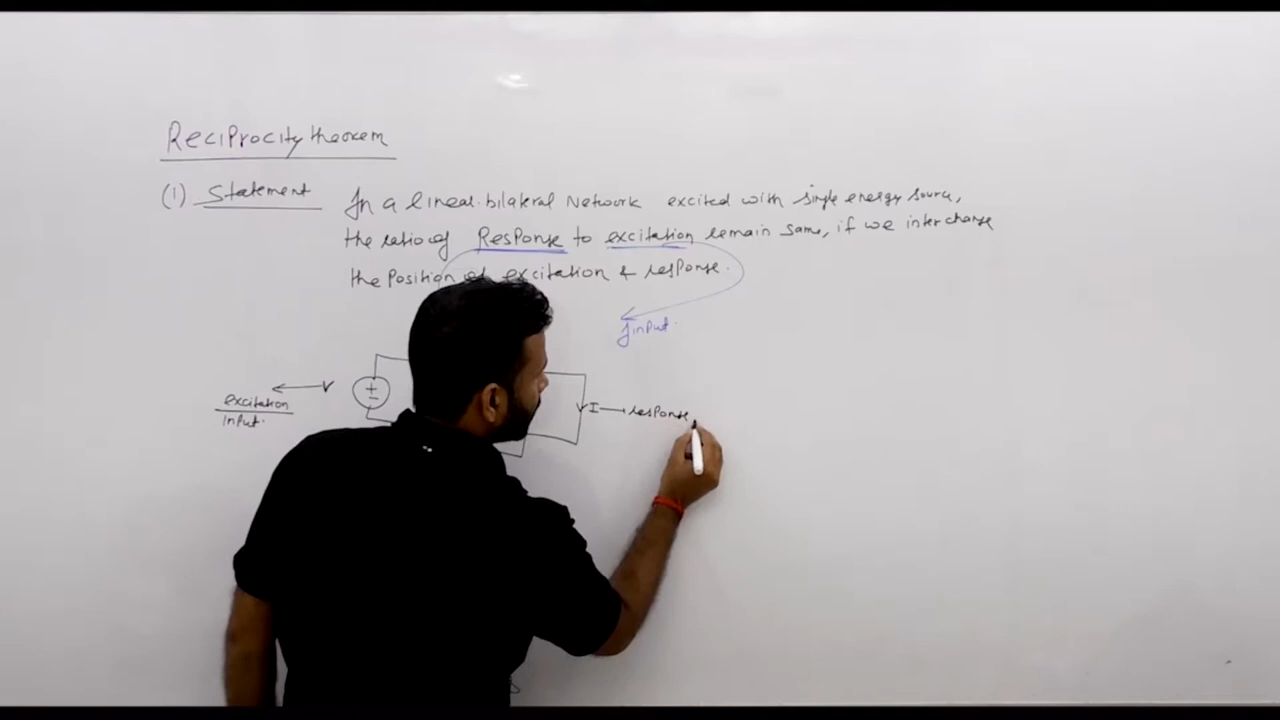 Reciprocity theorem
(1) Statement In a linear bilateral Network excited with single energy source,
the ratio of Response to excitation remain same, if we interchange
the Position of excitation & response.
input.
V
excitation
input.
I → response